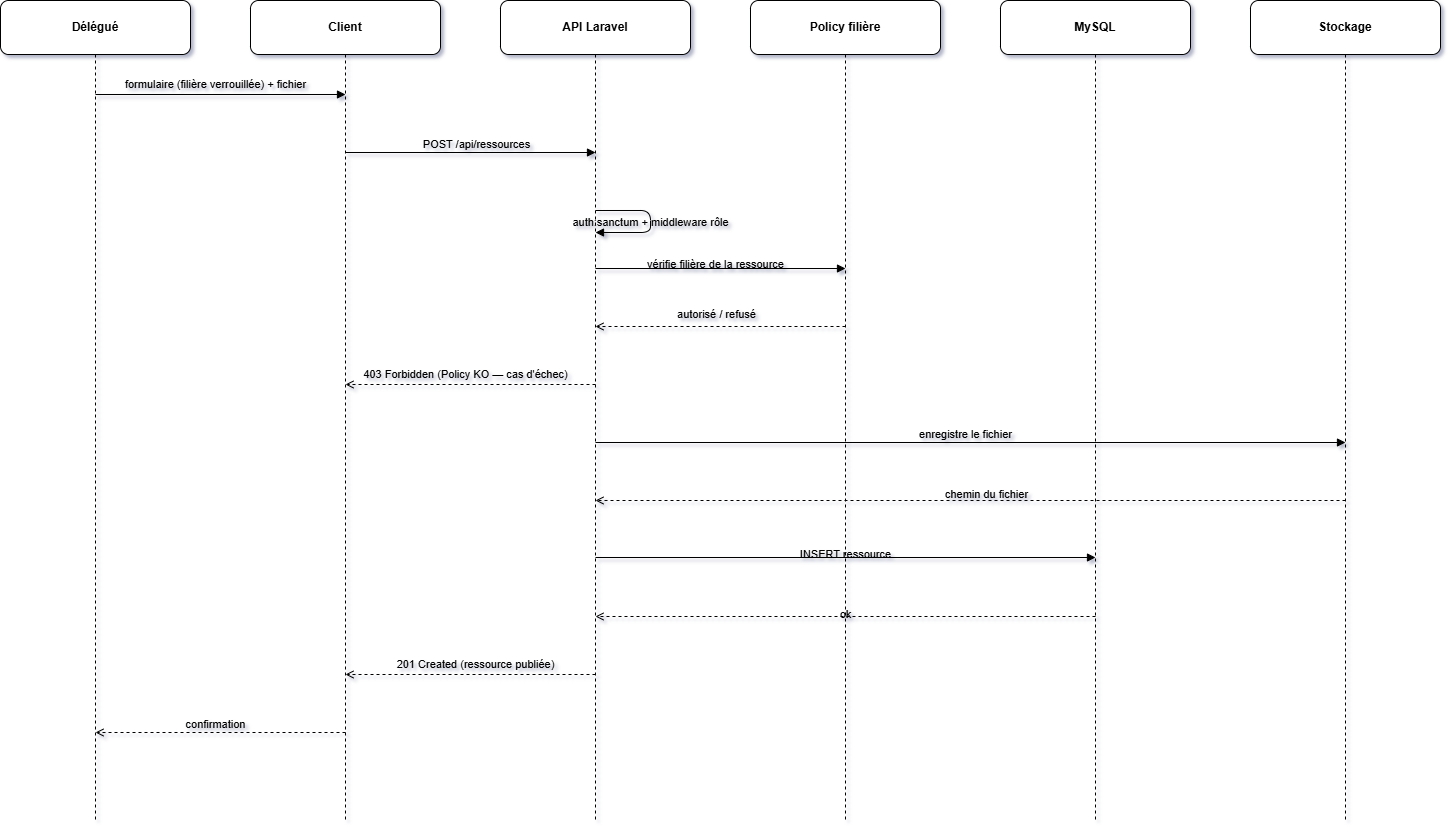 Délégué
Client
API Laravel
Policy filière
MySQL
Stockage
formulaire (filière verrouillée) + fichier
POST /api/ressources
auth:sanctum + middleware rôle
vérifie filière de la ressource
autorisé / refusé
403 Forbidden (Policy KO — cas d'échec)
enregistre le fichier
chemin du fichier
INSERT ressource
ok
201 Created (ressource publiée)
confirmation